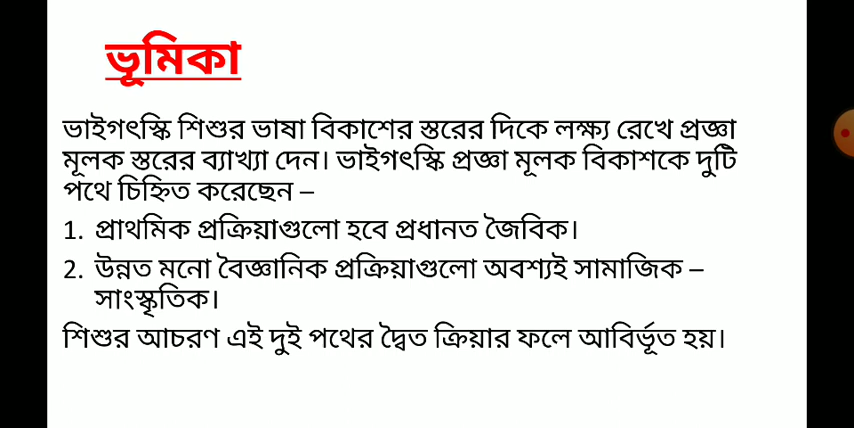 ভূমিকা
ভাইগৎস্কি শিশুর ভাষা বিকাশের স্তরের দিকে লক্ষ্য রেখে প্রজ্ঞা
মূলক স্তরের ব্যাখ্যা দেন। ভাইগৎস্কি প্রজ্ঞা মূলক বিকাশকে দুটি
পথে চিহ্নিত করেছেন –
1. প্রাথমিক প্রক্রিয়াগুলো হবে প্রধানত জৈবিক।
2. উন্নত মনো বৈজ্ঞানিক প্রক্রিয়াগুলো অবশ্যই সামাজিক –
সাংস্কৃতিক।
শিশুর আচরণ এই দুই পথের দ্বৈত ক্রিয়ার ফলে আবির্ভূত হয়।